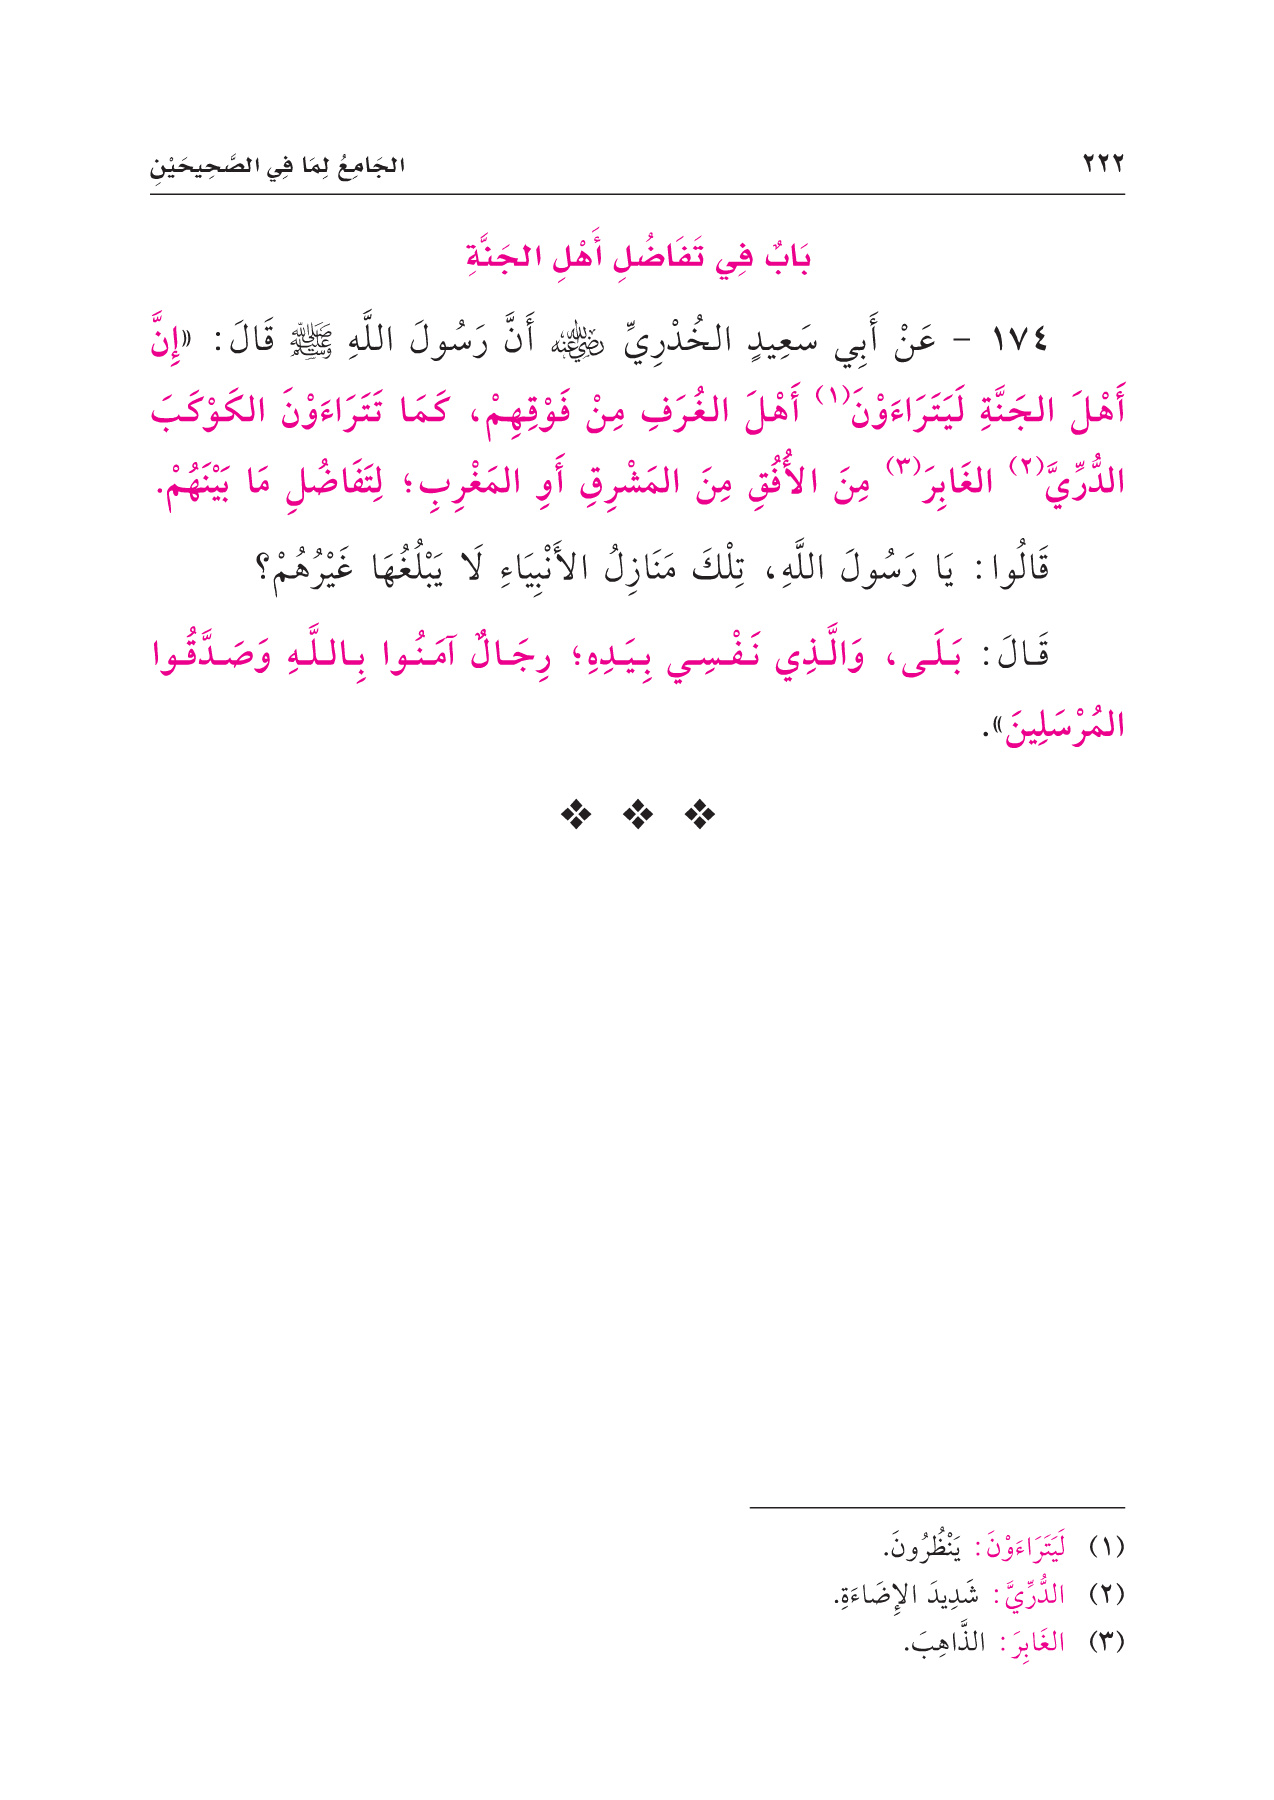 ٢٢٢ الجَامِعُ لِمَا فِي الصَّحِيحَيْنِ
بَابٌ فِي تَفَاضُلِ أَهْلِ الجَنَّةِ
١٧٤ - عَنْ أَبِي سَعِيدٍ الخُدْرِيِّ رضي الله عنه أَنَّ رَسُولَ اللَّهِ ﷺ قَالَ: «إِنَّ
أَهْلَ الجَنَّةِ لَيَتَرَاءَوْنَ(١) أَهْلَ الغُرَفِ مِنْ فَوْقِهِمْ، كَمَا تَتَرَاءَوْنَ الكَوْكَبَ
الدُّرِّيَّ(٢) الغَابِرَ(٣) مِنَ الأُفُقِ مِنَ المَشْرِقِ أَوِ المَغْرِبِ؛ لِتَفَاضُلِ مَا بَيْنَهُمْ.
قَالُوا: يَا رَسُولَ اللَّهِ، تِلْكَ مَنَازِلُ الأَنْبِيَاءِ لَا يَبْلُغُهَا غَيْرُهُمْ؟
قَالَ: بَلَى، وَالَّذِي نَفْسِي بِيَدِهِ؛ رِجَالٌ آمَنُوا بِاللَّهِ وَصَدَّقُوا
المُرْسَلِينَ».
❖ ❖ ❖
(١) لَيَتَرَاءَوْنَ: يَنْظُرُونَ.
(٢) الدُّرِّيَّ: شَدِيدَ الإِضَاءَةِ.
(٣) الغَابِرَ: الذَّاهِبَ.